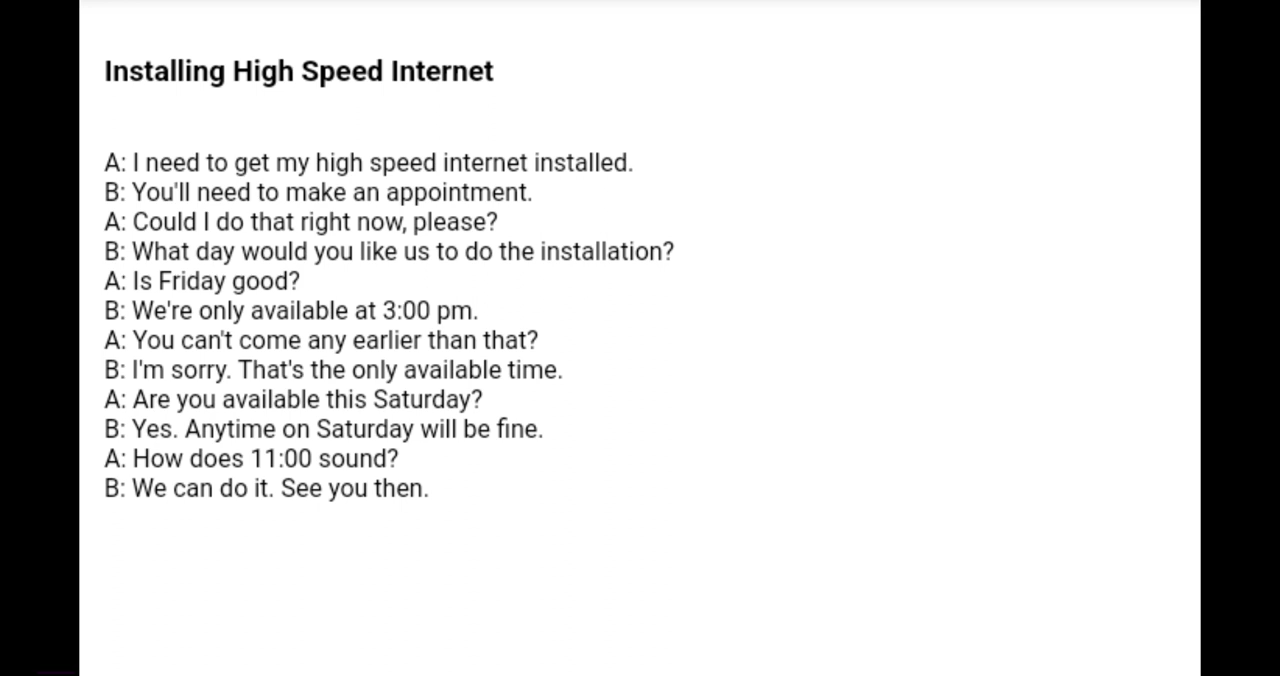 Installing High Speed Internet
A: I need to get my high speed internet installed.
B: You'll need to make an appointment.
A: Could I do that right now, please?
B: What day would you like us to do the installation?
A: Is Friday good?
B: We're only available at 3:00 pm.
A: You can't come any earlier than that?
B: I'm sorry. That's the only available time.
A: Are you available this Saturday?
B: Yes. Anytime on Saturday will be fine.
A: How does 11:00 sound?
B: We can do it. See you then.